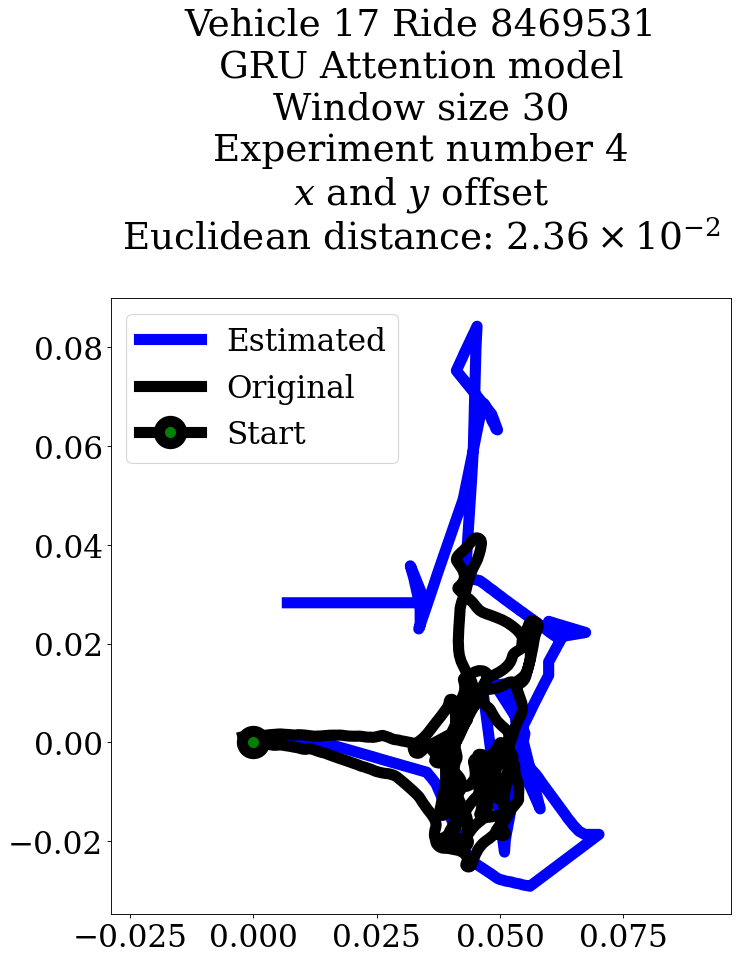 Vehicle 17 Ride 8469531
GRU Attention model
Window size 30
Experiment number 4
x and y offset
Euclidean distance: 2.36 × 10⁻²
Estimated
Original
Start
0.08
0.06
0.04
0.02
0.00
−0.02
−0.025 0.000 0.025 0.050 0.075